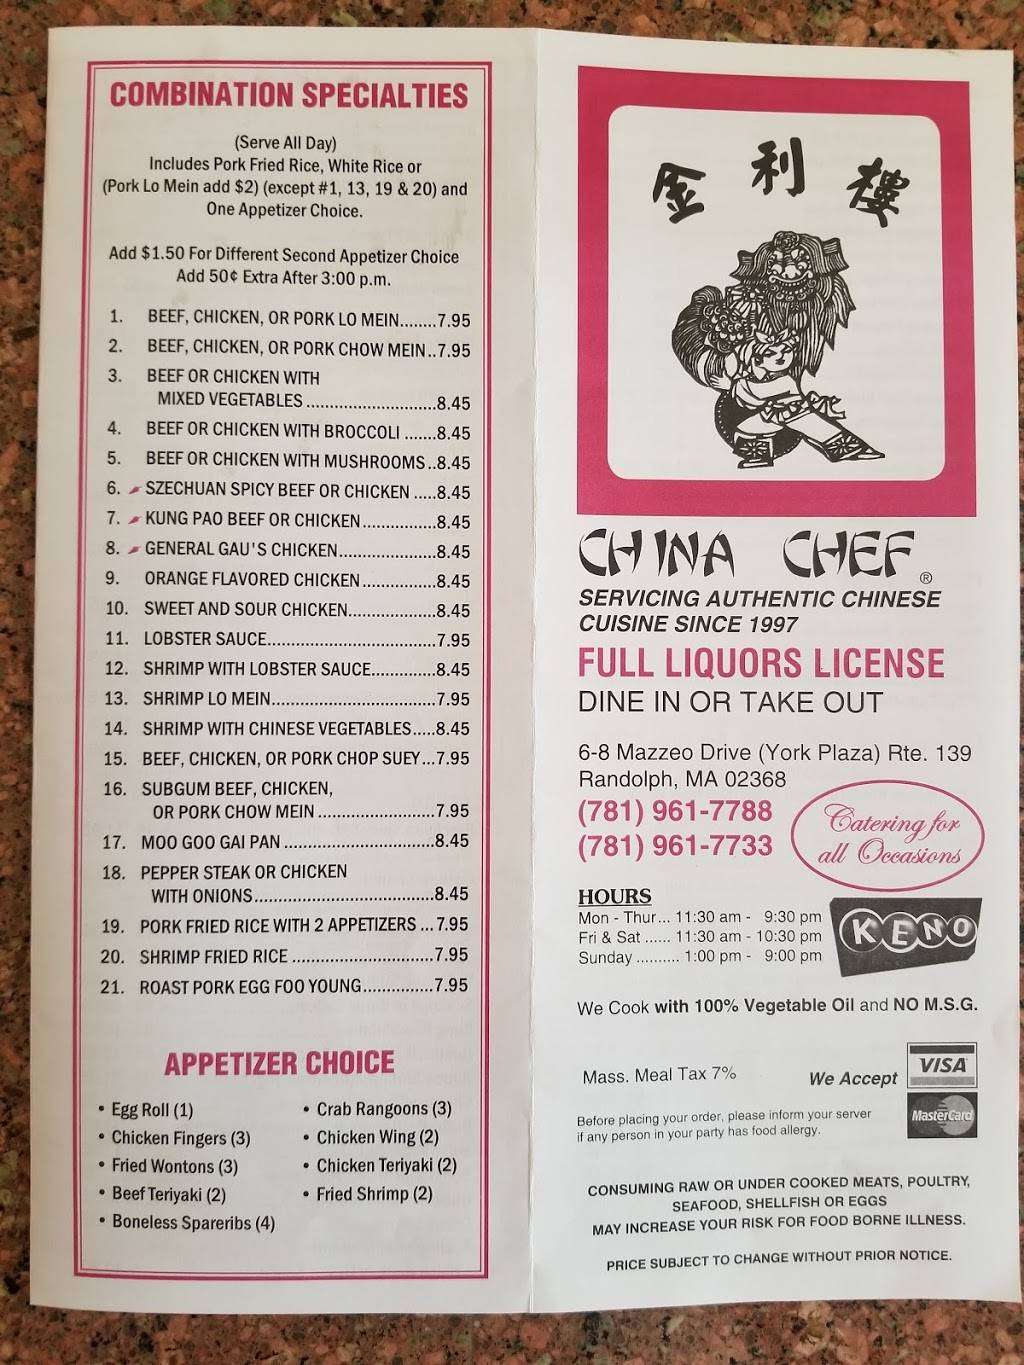 COMBINATION SPECIALTIES
(Serve All Day)
Includes Pork Fried Rice, White Rice or
(Pork Lo Mein add $2) (except #1, 13, 19 & 20) and
One Appetizer Choice.
Add $1.50 For Different Second Appetizer Choice
Add 50¢ Extra After 3:00 p.m.
1. BEEF, CHICKEN, OR PORK LO MEIN........7.95
2. BEEF, CHICKEN, OR PORK CHOW MEIN..7.95
3. BEEF OR CHICKEN WITH
MIXED VEGETABLES ............................8.45
4. BEEF OR CHICKEN WITH BROCCOLI .......8.45
5. BEEF OR CHICKEN WITH MUSHROOMS..8.45
6. SZECHUAN SPICY BEEF OR CHICKEN .....8.45
7. KUNG PAO BEEF OR CHICKEN................8.45
8. GENERAL GAU'S CHICKEN.....................8.45
9. ORANGE FLAVORED CHICKEN ................8.45
10. SWEET AND SOUR CHICKEN...................8.45
11. LOBSTER SAUCE....................................7.95
12. SHRIMP WITH LOBSTER SAUCE..............8.45
13. SHRIMP LO MEIN...................................7.95
14. SHRIMP WITH CHINESE VEGETABLES.....8.45
15. BEEF, CHICKEN, OR PORK CHOP SUEY...7.95
16. SUBGUM BEEF, CHICKEN,
OR PORK CHOW MEIN .........................7.95
17. MOO GOO GAI PAN ................................8.45
18. PEPPER STEAK OR CHICKEN
WITH ONIONS.......................................8.45
19. PORK FRIED RICE WITH 2 APPETIZERS ...7.95
20. SHRIMP FRIED RICE ..............................7.95
21. ROAST PORK EGG FOO YOUNG...............7.95
APPETIZER CHOICE
• Egg Roll (1)
• Chicken Fingers (3)
• Fried Wontons (3)
• Beef Teriyaki (2)
• Boneless Spareribs (4)
• Crab Rangoons (3)
• Chicken Wing (2)
• Chicken Teriyaki (2)
• Fried Shrimp (2)
金利樓
CHINA CHEF®
SERVICING AUTHENTIC CHINESE
CUISINE SINCE 1997
FULL LIQUORS LICENSE
DINE IN OR TAKE OUT
6-8 Mazzeo Drive (York Plaza) Rte. 139
Randolph, MA 02368
(781) 961-7788
(781) 961-7733
Catering for
all Occasions
HOURS
Mon - Thur... 11:30 am - 9:30 pm
Fri & Sat ...... 11:30 am - 10:30 pm
Sunday .......... 1:00 pm - 9:00 pm
KENO
We Cook with 100% Vegetable Oil and NO M.S.G.
Mass. Meal Tax 7%
We Accept
VISA
MasterCard
Before placing your order, please inform your server
if any person in your party has food allergy.
CONSUMING RAW OR UNDER COOKED MEATS, POULTRY,
SEAFOOD, SHELLFISH OR EGGS
MAY INCREASE YOUR RISK FOR FOOD BORNE ILLNESS.
PRICE SUBJECT TO CHANGE WITHOUT PRIOR NOTICE.